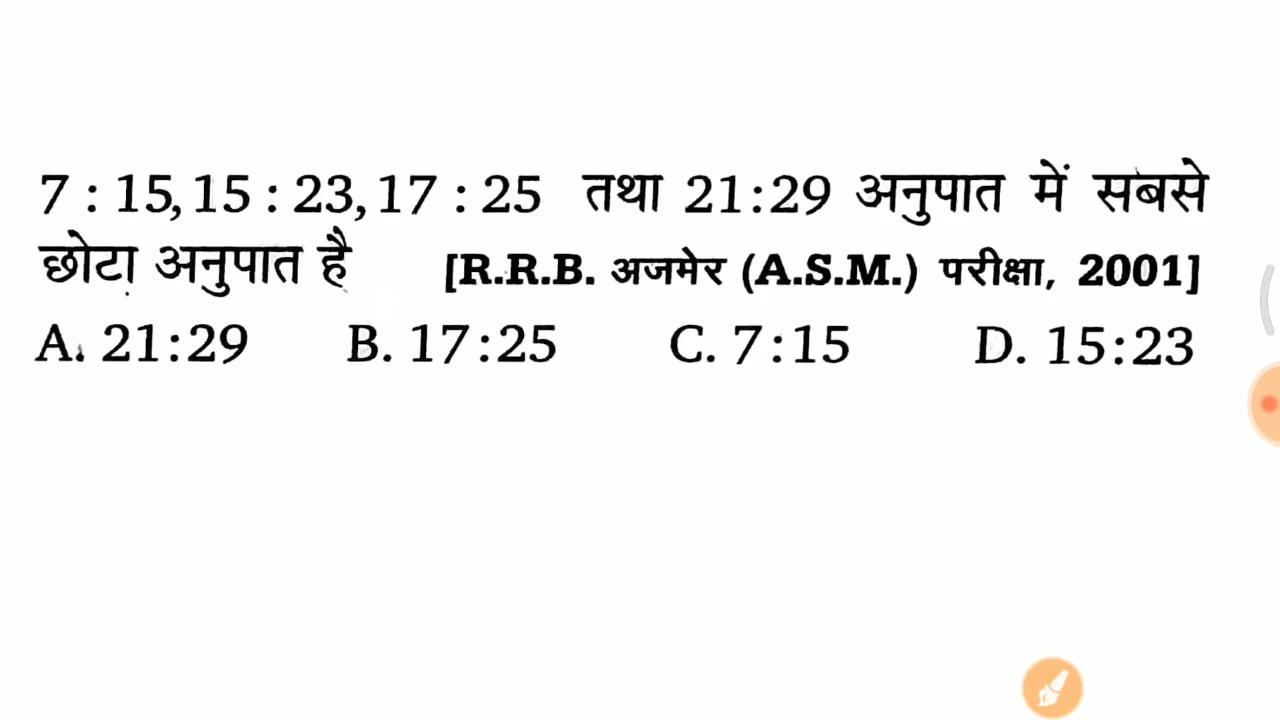 7 : 15, 15 : 23, 17 : 25 तथा 21:29 अनुपात में सबसे
छोटा अनुपात है [R.R.B. अजमेर (A.S.M.) परीक्षा, 2001]
A. 21:29 B. 17:25 C. 7:15 D. 15:23